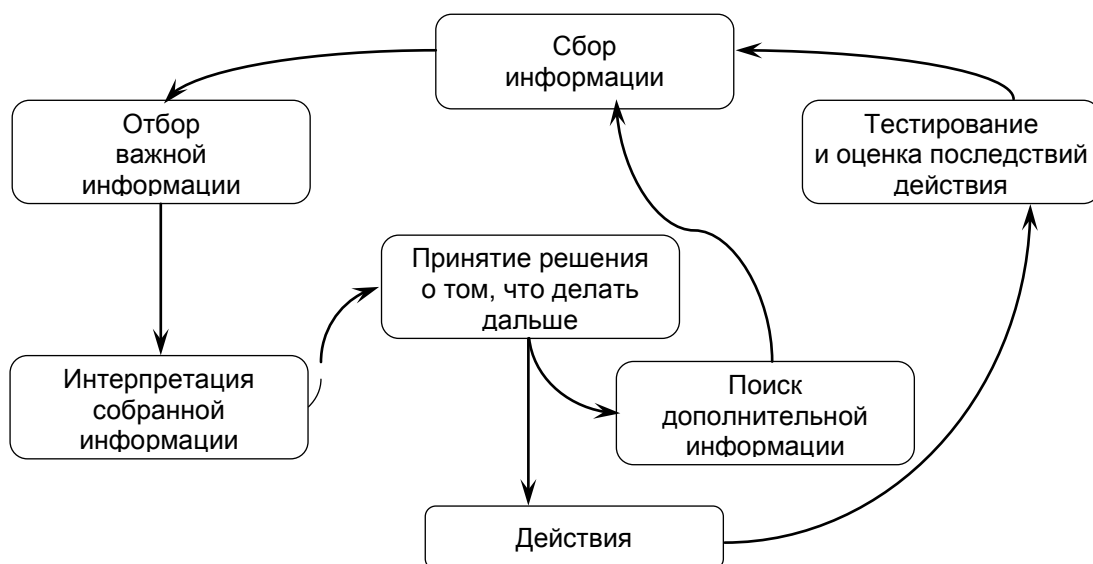 Сбор
информации
Отбор
важной
информации
Тестирование
и оценка последствий
действия
Принятие решения
о том, что делать
дальше
Интерпретация
собранной
информации
Поиск
дополнительной
информации
Действия